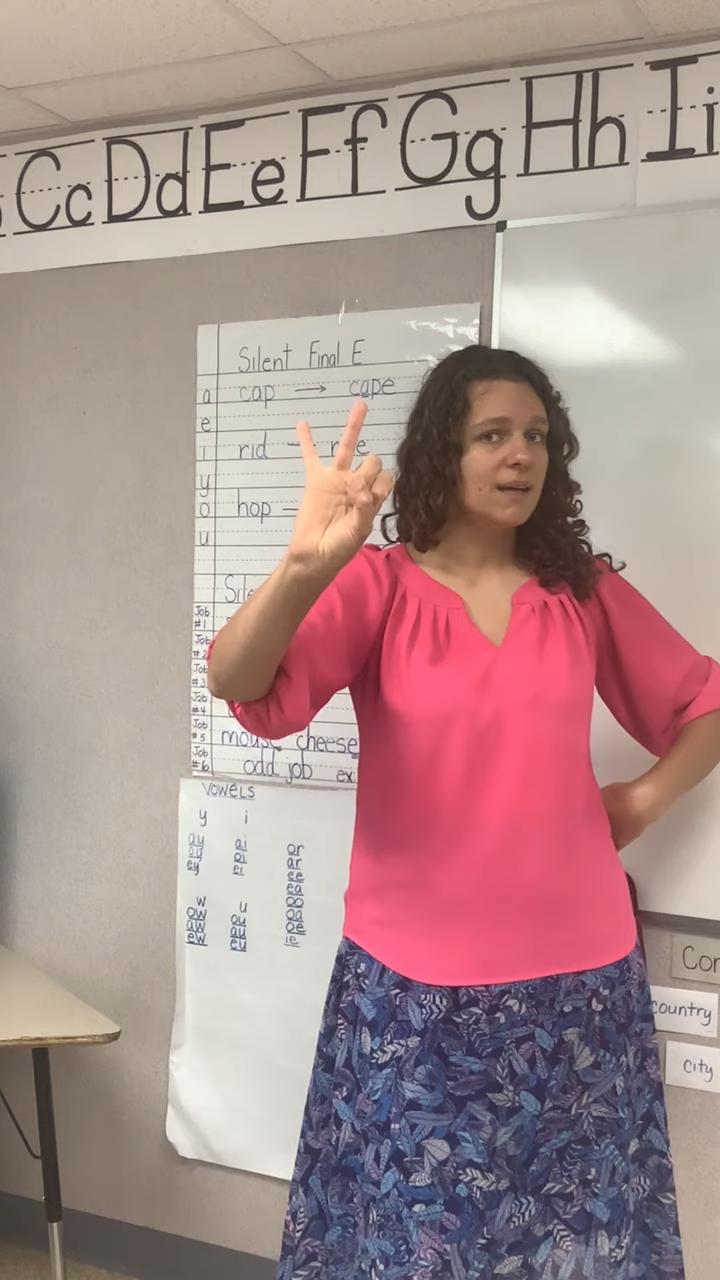 Cc Dd Ee Ff Gg Hh Ii
Silent Final E
a cap → cape
e
i rid
y
o hop
u
Job #1
Job #2
Job #3
Job #4
Job #5 mouse cheese
Job #6 odd job ex
Vowels
y i
ay ai or
oy oi ar
ey ei ee
ea
w u oo
ow ou oa
aw au oe
ew eu ie
country
city